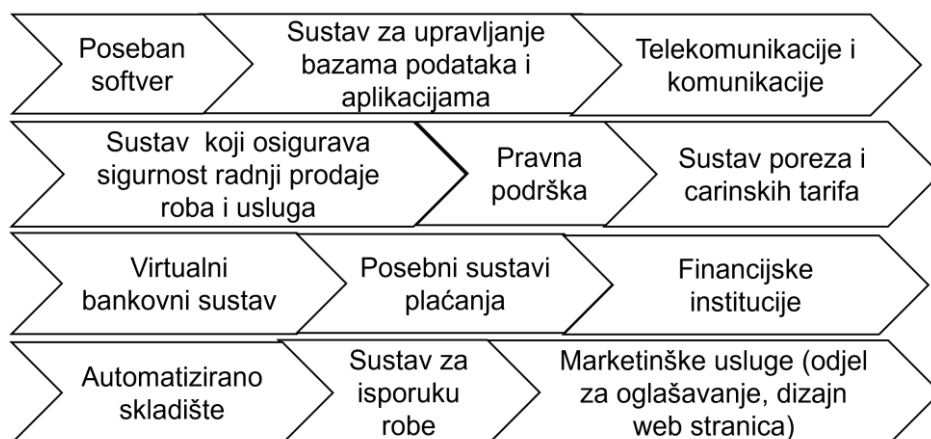 Poseban
softver
Sustav za upravljanje
bazama podataka i
aplikacijama
Telekomunikacije i
komunikacije
Sustav koji osigurava
sigurnost radnji prodaje
roba i usluga
Pravna
podrška
Sustav poreza i
carinskih tarifa
Virtualni
bankovni sustav
Posebni sustavi
plaćanja
Financijske
institucije
Automatizirano
skladište
Sustav za
isporuku
robe
Marketinške usluge (odjel
za oglašavanje, dizajn
web stranica)